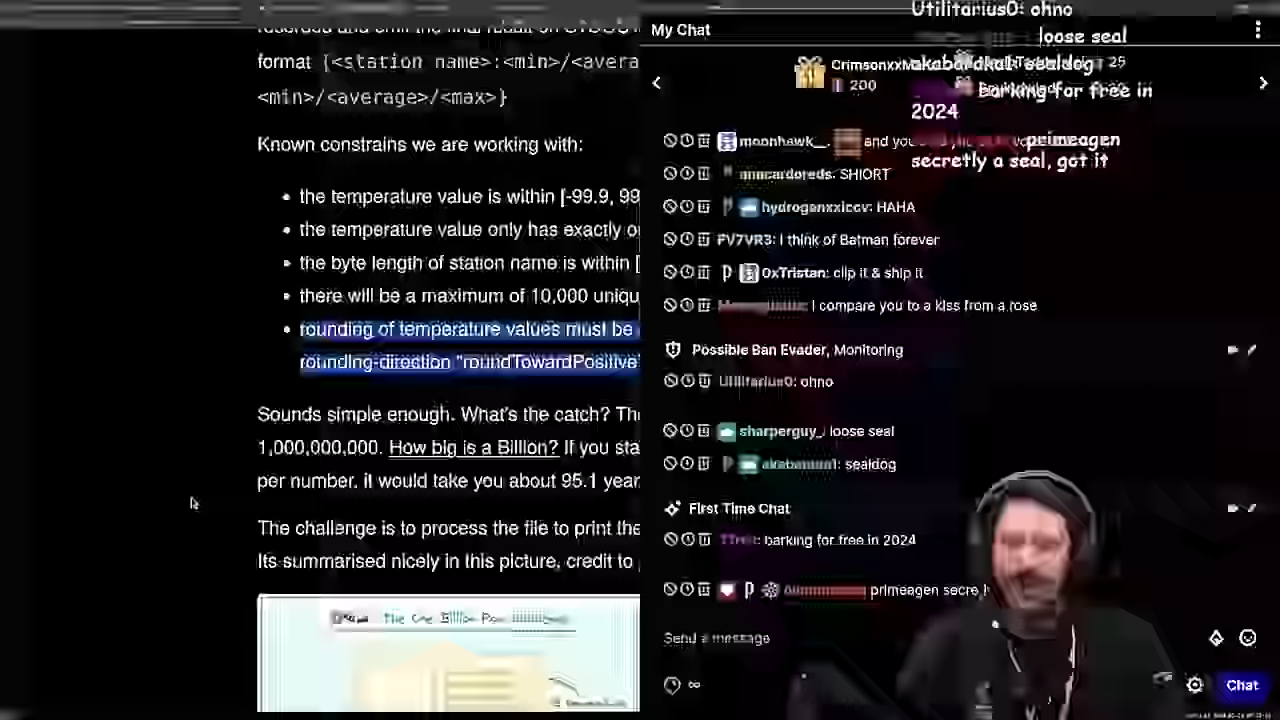 format {<station name>:<min>/<avera
<min>/<average>/<max>}
Known constrains we are working with:
the temperature value is within [-99.9, 99
the temperature value only has exactly o
the byte length of station name is within [
there will be a maximum of 10,000 uniqu
rounding of temperature values must be
rounding-direction "roundTowardPositive"
Sounds simple enough. What's the catch? The
1,000,000,000. How big is a Billion? If you sta
per number. it would take you about 95.1 year
The challenge is to process the file to print the
Its summarised nicely in this picture, credit to
My Chat
200
25
moonhawk__: and you
SHIORT
hydrogenxxiccv: HAHA
PV7VR3: I think of Batman forever
0xTristan: clip it & ship it
I compare you to a kiss from a rose
Possible Ban Evader, Monitoring
Utilitarius0: ohno
sharperguy_: loose seal
sealdog
First Time Chat
barking for free in 2024
primeagen secre
Send a message
Chat
Utilitarius0: ohno
loose seal
sealdog
barking for free in
2024
primeagen
secretly a seal, got it